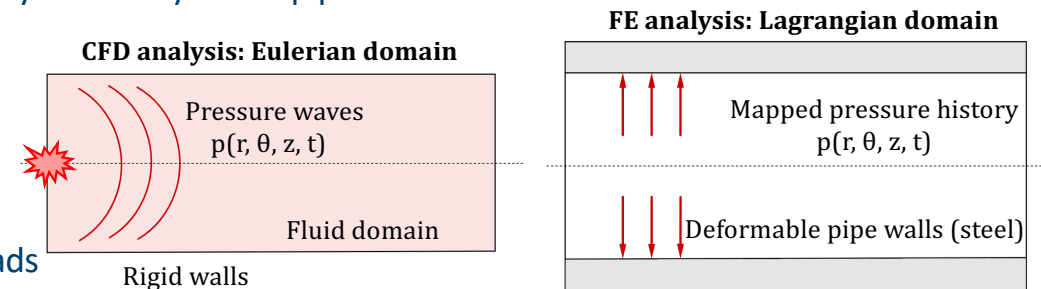 FE analysis: Lagrangian domain
CFD analysis: Eulerian domain
Pressure waves
p(r, θ, z, t)
Fluid domain
Rigid walls
Mapped pressure history
p(r, θ, z, t)
Deformable pipe walls (steel)